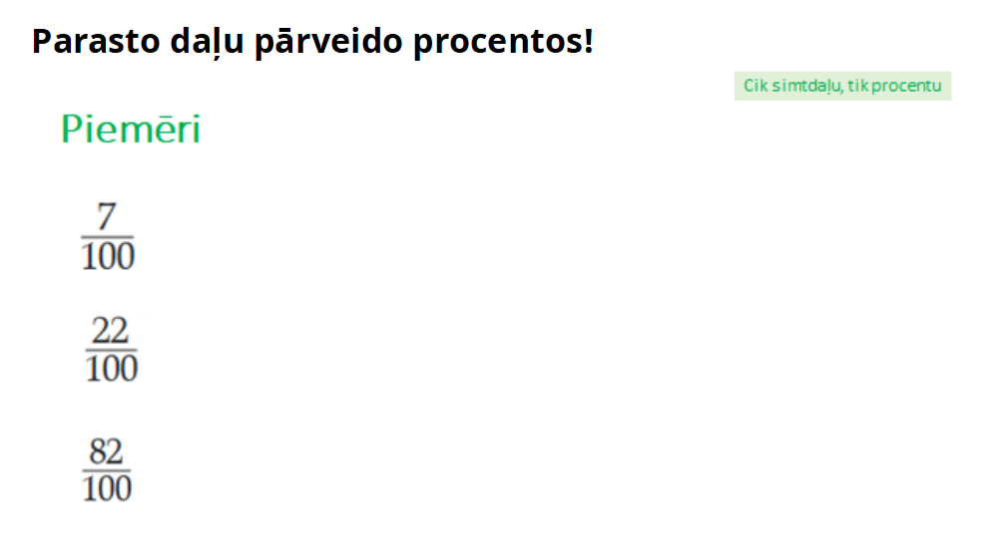 Parasto daļu pārveido procentos!
Cik simtdaļu, tik procentu
Piemēri
7
100
22
100
82
100